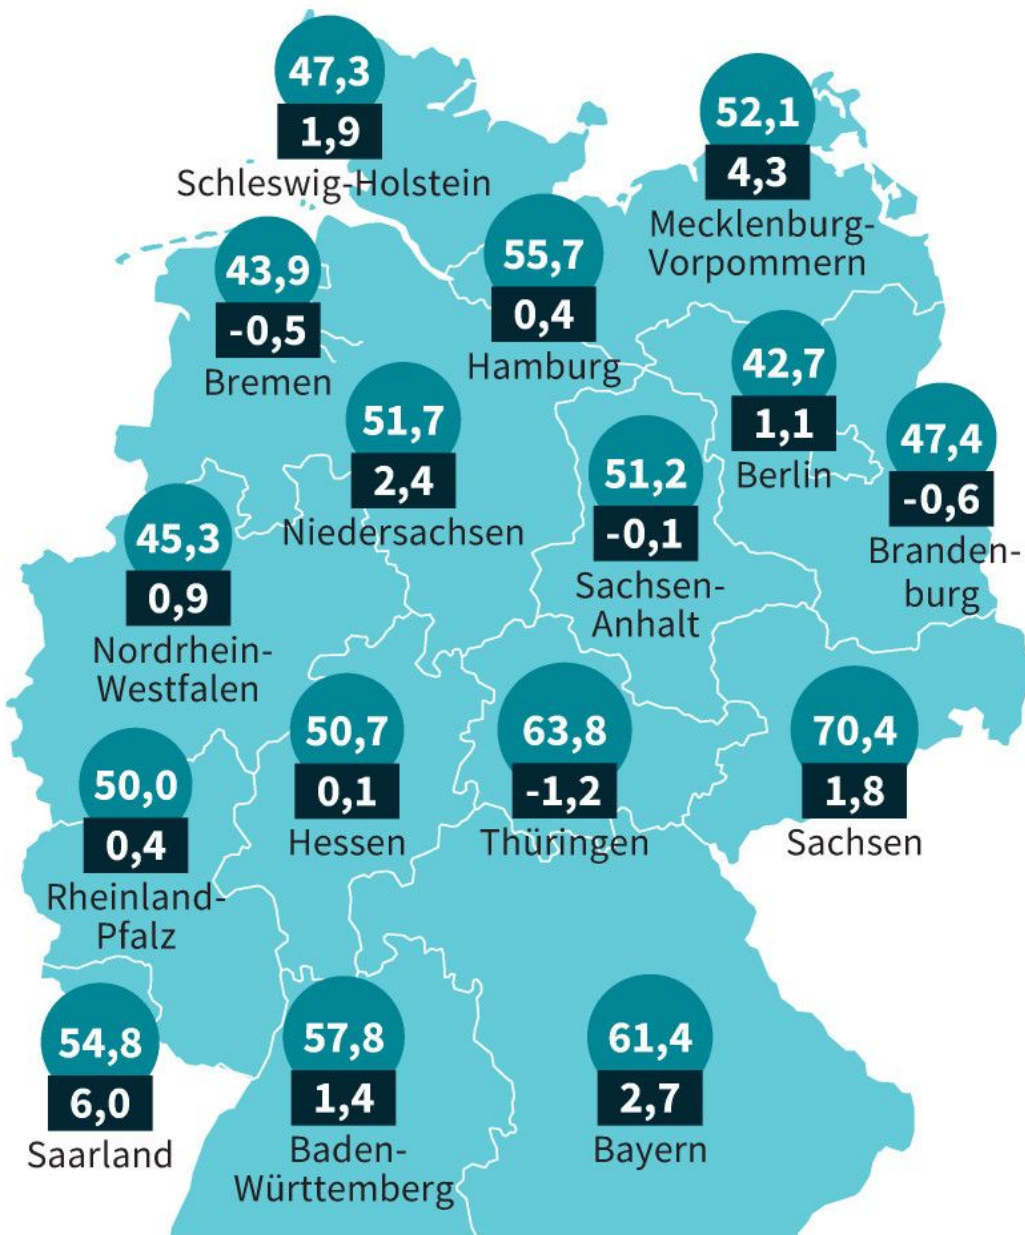 47,3
1,9
Schleswig-Holstein
52,1
4,3
Mecklenburg-
Vorpommern
43,9
-0,5
Bremen
55,7
0,4
Hamburg
42,7
1,1
Berlin
51,7
2,4
Niedersachsen
51,2
-0,1
Sachsen-
Anhalt
47,4
-0,6
Branden-
burg
45,3
0,9
Nordrhein-
Westfalen
50,7
0,1
Hessen
63,8
-1,2
Thüringen
70,4
1,8
Sachsen
50,0
0,4
Rheinland-
Pfalz
54,8
6,0
Saarland
57,8
1,4
Baden-
Württemberg
61,4
2,7
Bayern